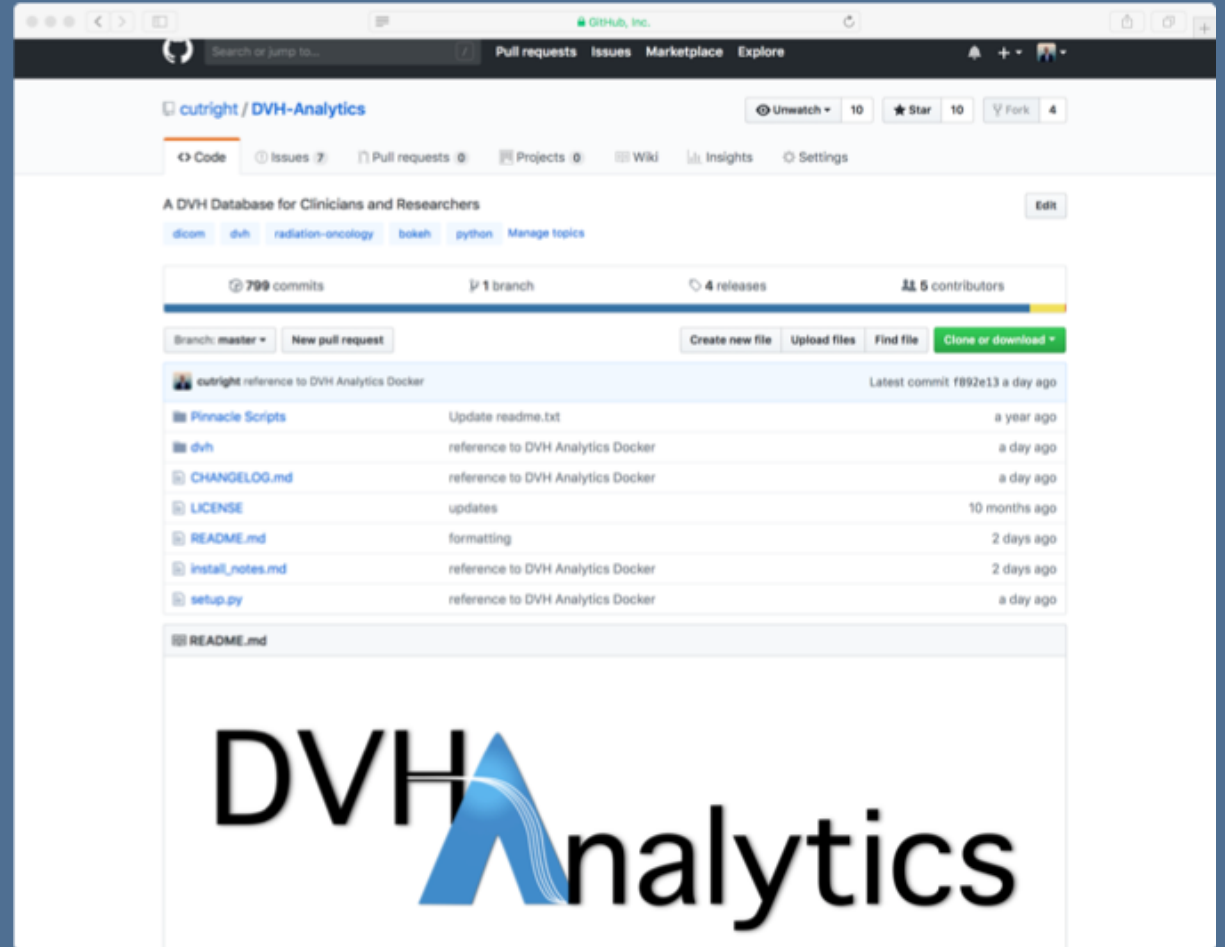 GitHub, Inc.
Search or jump to... / Pull requests Issues Marketplace Explore
cutright / DVH-Analytics Unwatch 10 Star 10 Fork 4
Code Issues 7 Pull requests 0 Projects 0 Wiki Insights Settings
A DVH Database for Clinicians and Researchers Edit
dicom dvh radiation-oncology bokeh python Manage topics
799 commits 1 branch 4 releases 5 contributors
Branch: master New pull request Create new file Upload files Find file Clone or download
cutright reference to DVH Analytics Docker Latest commit f892e13 a day ago
Pinnacle Scripts Update readme.txt a year ago
dvh reference to DVH Analytics Docker a day ago
CHANGELOG.md reference to DVH Analytics Docker a day ago
LICENSE updates 10 months ago
README.md formatting 2 days ago
install_notes.md reference to DVH Analytics Docker 2 days ago
setup.py reference to DVH Analytics Docker a day ago
README.md
DVH
Analytics